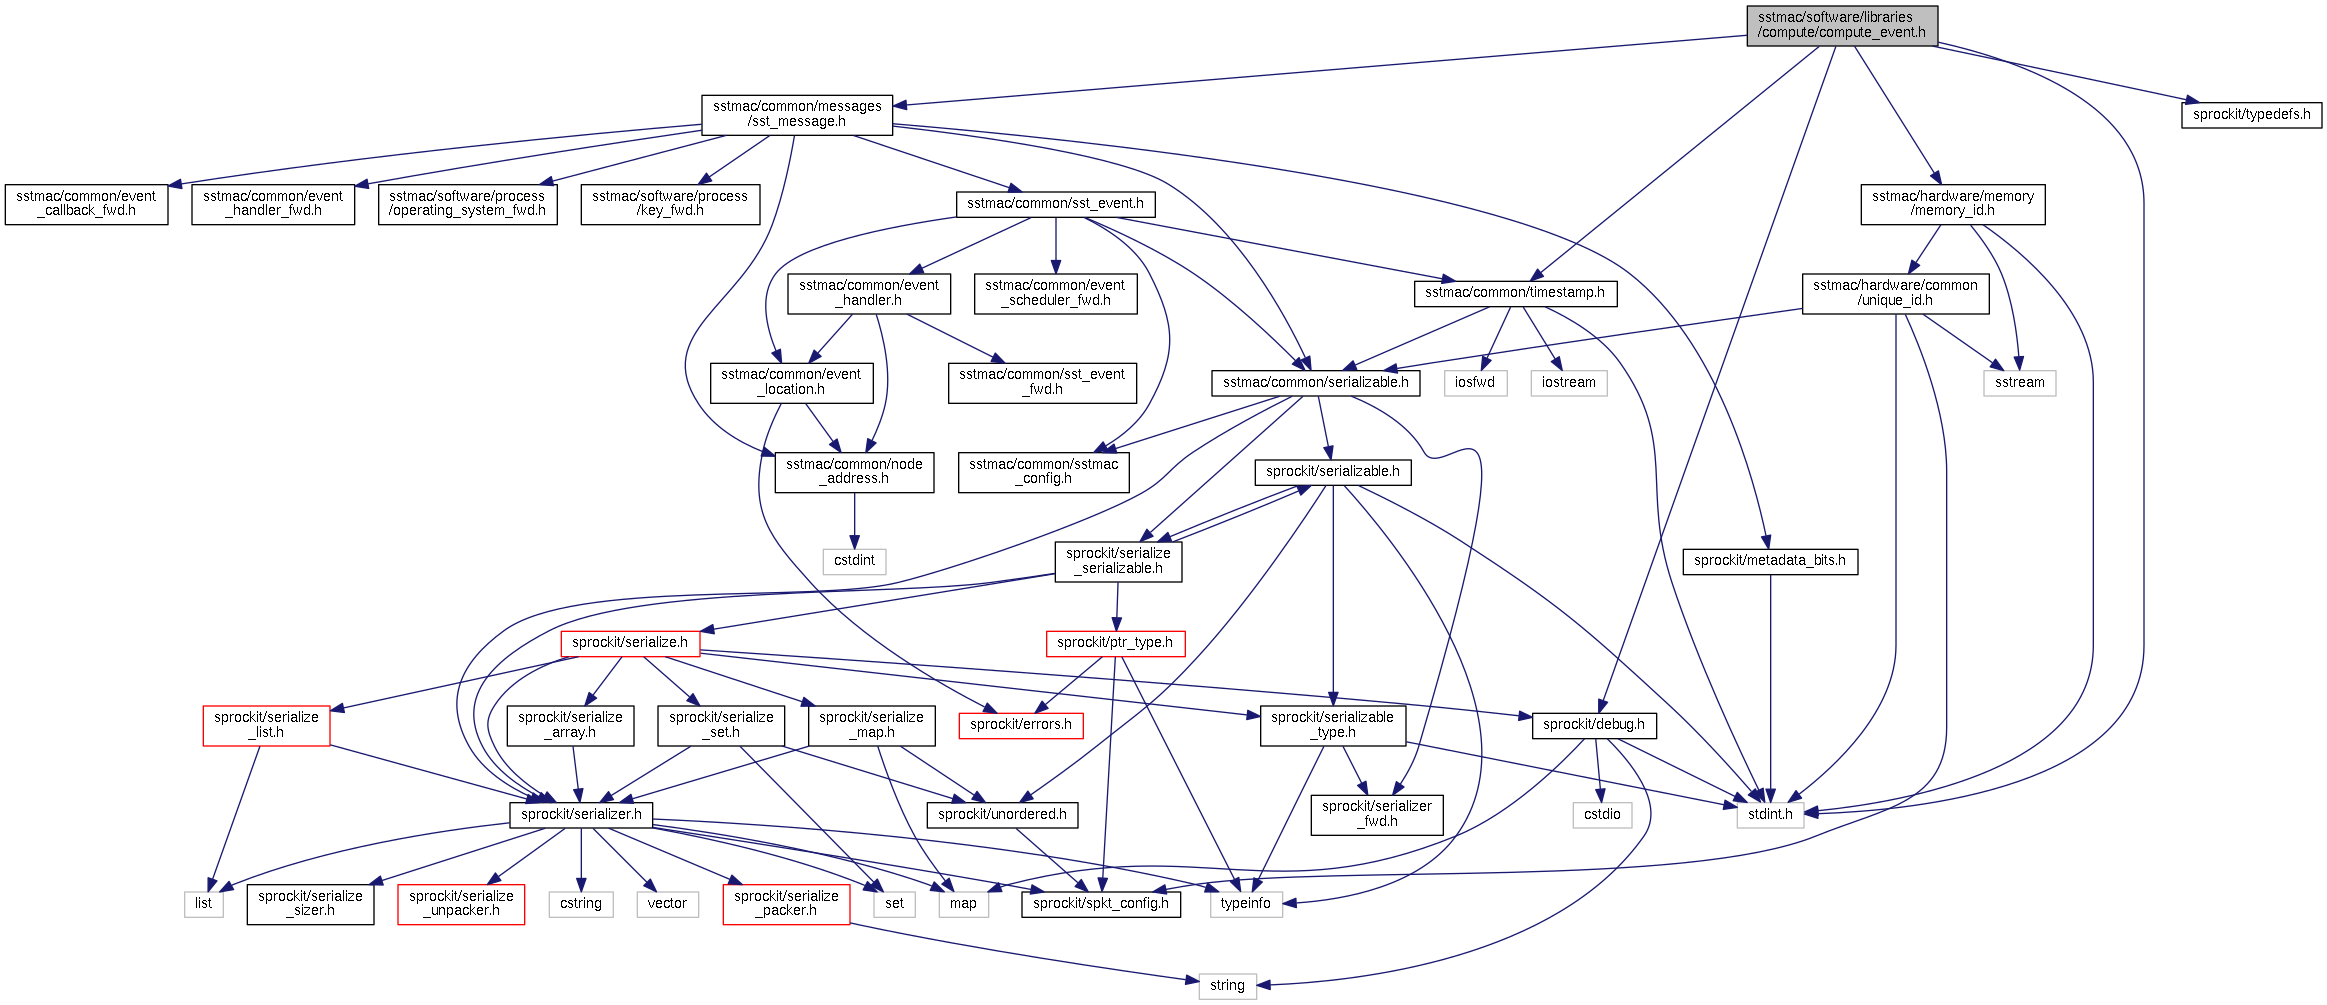 sstmac/software/libraries
/compute/compute_event.h
sstmac/common/messages
/sst_message.h
sprockit/typedefs.h
sstmac/common/event
_callback_fwd.h
sstmac/common/event
_handler_fwd.h
sstmac/software/process
/operating_system_fwd.h
sstmac/software/process
/key_fwd.h
sstmac/common/sst_event.h
sstmac/hardware/memory
/memory_id.h
sstmac/common/event
_handler.h
sstmac/common/event
_scheduler_fwd.h
sstmac/common/timestamp.h
sstmac/hardware/common
/unique_id.h
sstmac/common/event
_location.h
sstmac/common/sst_event
_fwd.h
sstmac/common/serializable.h
iosfwd
iostream
sstream
sstmac/common/node
_address.h
sstmac/common/sstmac
_config.h
sprockit/serializable.h
cstdint
sprockit/serialize
_serializable.h
sprockit/metadata_bits.h
sprockit/serialize.h
sprockit/ptr_type.h
sprockit/serialize
_list.h
sprockit/serialize
_array.h
sprockit/serialize
_set.h
sprockit/serialize
_map.h
sprockit/errors.h
sprockit/serializable
_type.h
sprockit/debug.h
sprockit/serializer.h
sprockit/unordered.h
sprockit/serializer
_fwd.h
cstdio
stdint.h
list
sprockit/serialize
_sizer.h
sprockit/serialize
_unpacker.h
cstring
vector
sprockit/serialize
_packer.h
set
map
sprockit/spkt_config.h
typeinfo
string